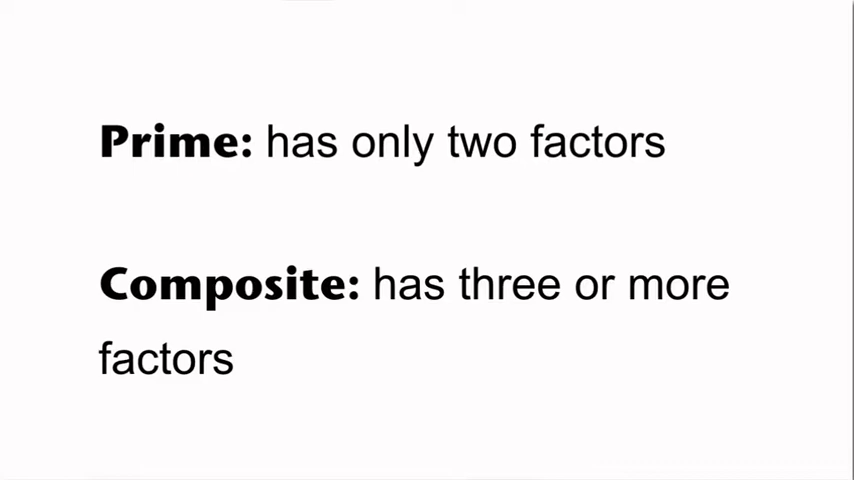 Prime: has only two factors
Composite: has three or more
factors